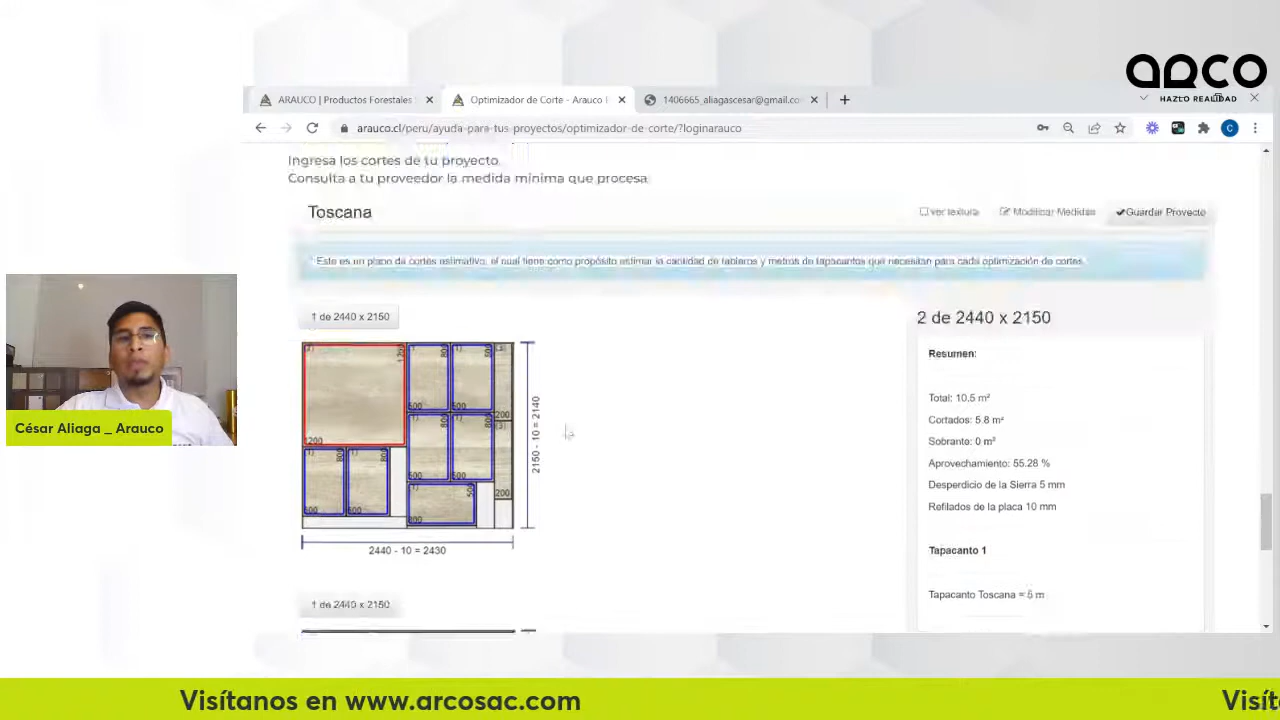 arco
HAZLO REALIDAD
ARAUCO | Productos Forestales
Optimizador de Corte - Arauco
1406665_aliagascesar@gmail.co
arauco.cl/peru/ayuda-para-tus-proyectos/optimizador-de-corte/?loginarauco
Ingresa los cortes de tu proyecto.
Consulta a tu proveedor la medida mínima que procesa
Toscana
ver textura
Modificar Medidas
Guardar Proyecto
Este es un plano de cortes estimativo, el cual tiene como propósito estimar la cantidad de tableros y metros de tapacantos que necesitan para cada optimización de cortes.
1 de 2440 x 2150
2 de 2440 x 2150
Resumen:
Total: 10.5 m²
Cortados: 5.8 m²
Sobrante: 0 m²
Aprovechamiento: 55.28 %
Desperdicio de la Sierra 5 mm
Refilados de la placa 10 mm
Tapacanto 1
Tapacanto Toscana = 6 m
1200
1200
200
200
2150 - 10 = 2140
2440 - 10 = 2430
1 de 2440 x 2150
César Aliaga _ Arauco
Visítanos en www.arcosac.com
Visít